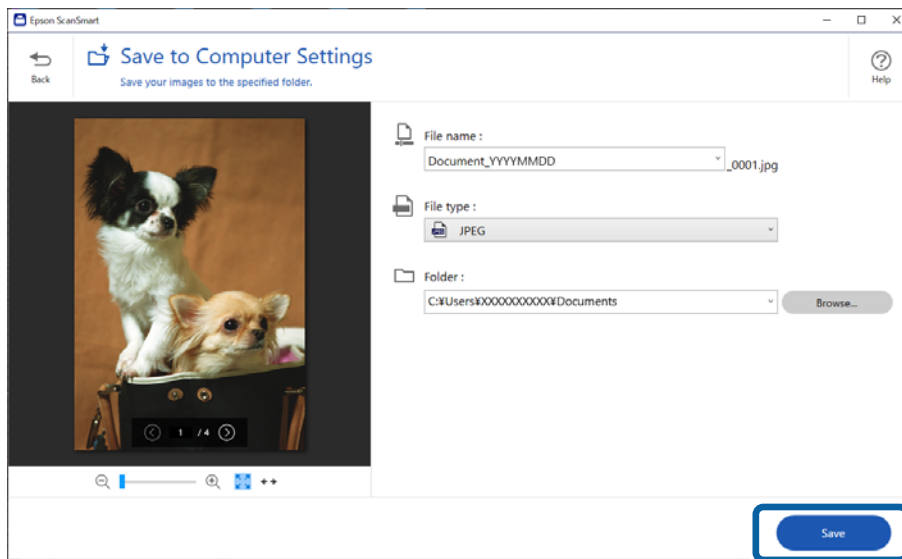 Epson ScanSmart
Back
Save to Computer Settings
Save your images to the specified folder.
Help
File name :
Document_YYYYMMDD
_0001.jpg
File type :
JPEG
Folder :
C:¥Users¥XXXXXXXXXX¥Documents
Browse...
1 / 4
Save